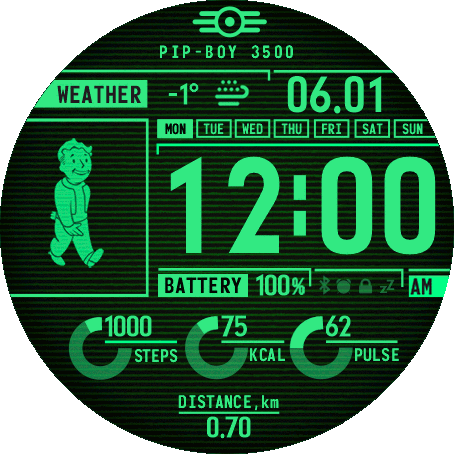 PIP-BOY 3500
WEATHER -1° 06.01
MON TUE WED THU FRI SAT SUN
12:00
BATTERY 100% zZ AM
1000 STEPS
75 KCAL
62 PULSE
DISTANCE,km
0.70